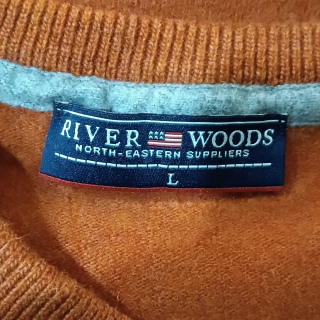 RIVER WOODS
NORTH-EASTERN SUPPLIERS
L